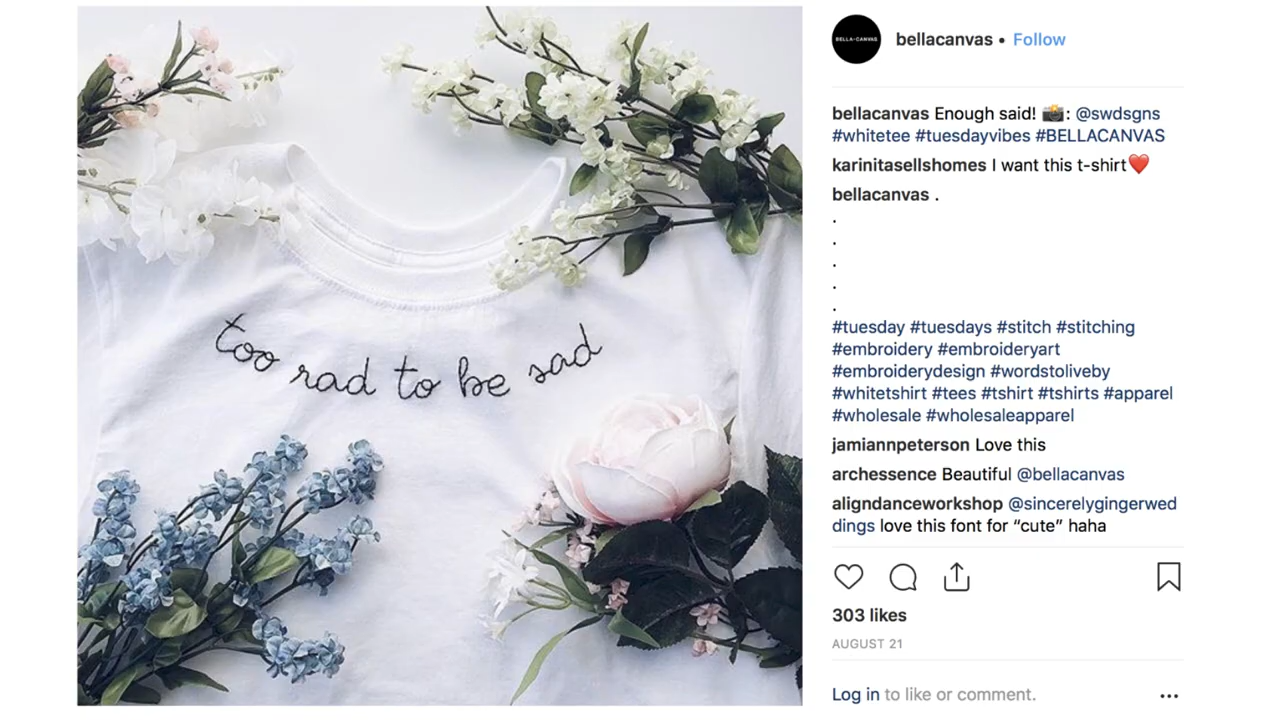 too rad to be sad
BELLA+CANVAS
bellacanvas • Follow
bellacanvas Enough said! 📸: @swdsgns
#whitetee #tuesdayvibes #BELLACANVAS
karinitasellshomes I want this t-shirt❤️
bellacanvas .
.
.
.
.
.
#tuesday #tuesdays #stitch #stitching
#embroidery #embroideryart
#embroiderydesign #wordstoliveby
#whitetshirt #tees #tshirt #tshirts #apparel
#wholesale #wholesaleapparel
jamiannpeterson Love this
archessence Beautiful @bellacanvas
aligndanceworkshop @sincerelygingerwed
dings love this font for “cute” haha
303 likes
AUGUST 21
Log in to like or comment.